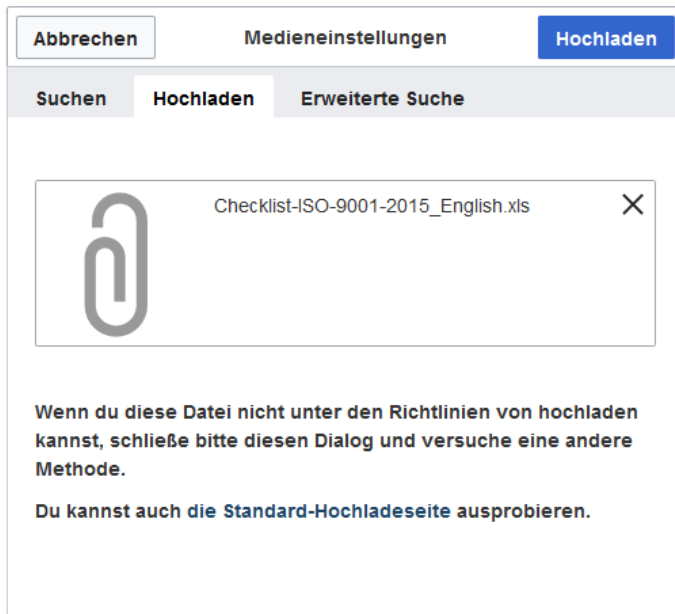 Abbrechen Medieneinstellungen Hochladen
Suchen Hochladen Erweiterte Suche
Checklist-ISO-9001-2015_English.xls
Wenn du diese Datei nicht unter den Richtlinien von hochladen
kannst, schließe bitte diesen Dialog und versuche eine andere
Methode.
Du kannst auch die Standard-Hochladeseite ausprobieren.